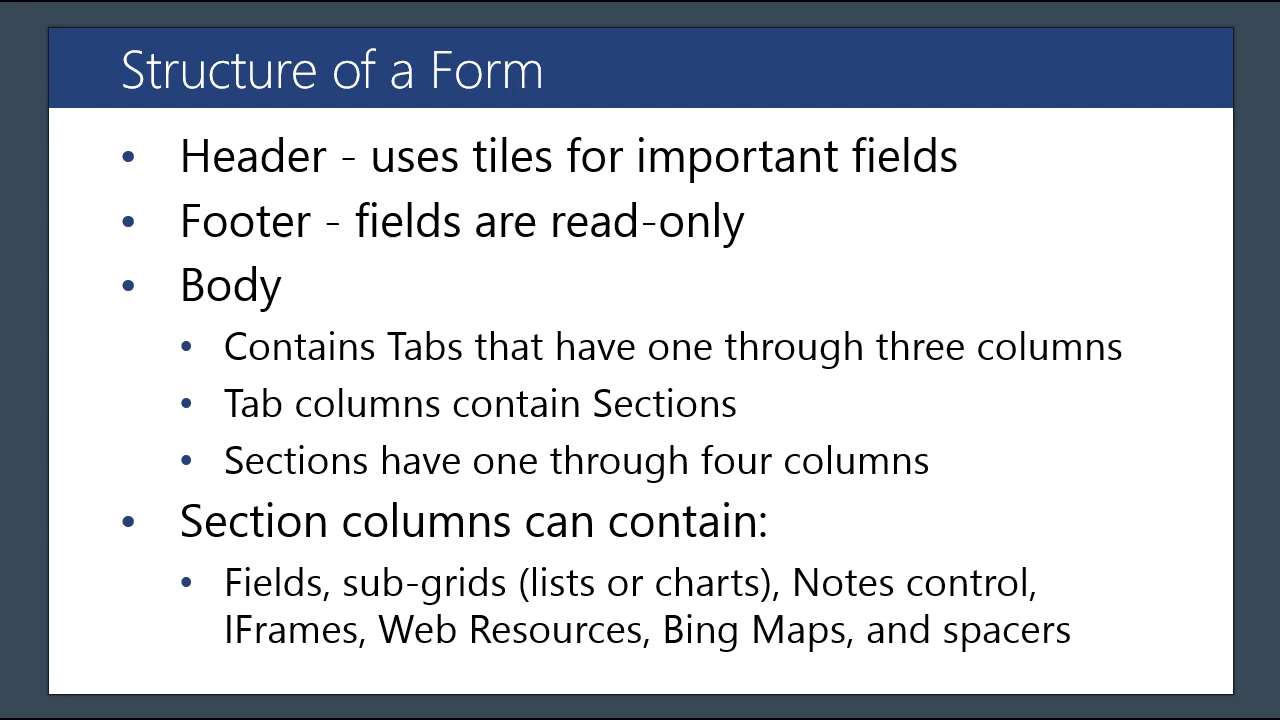 Structure of a Form
• Header - uses tiles for important fields
• Footer - fields are read-only
• Body
• Contains Tabs that have one through three columns
• Tab columns contain Sections
• Sections have one through four columns
• Section columns can contain:
• Fields, sub-grids (lists or charts), Notes control,
IFrames, Web Resources, Bing Maps, and spacers